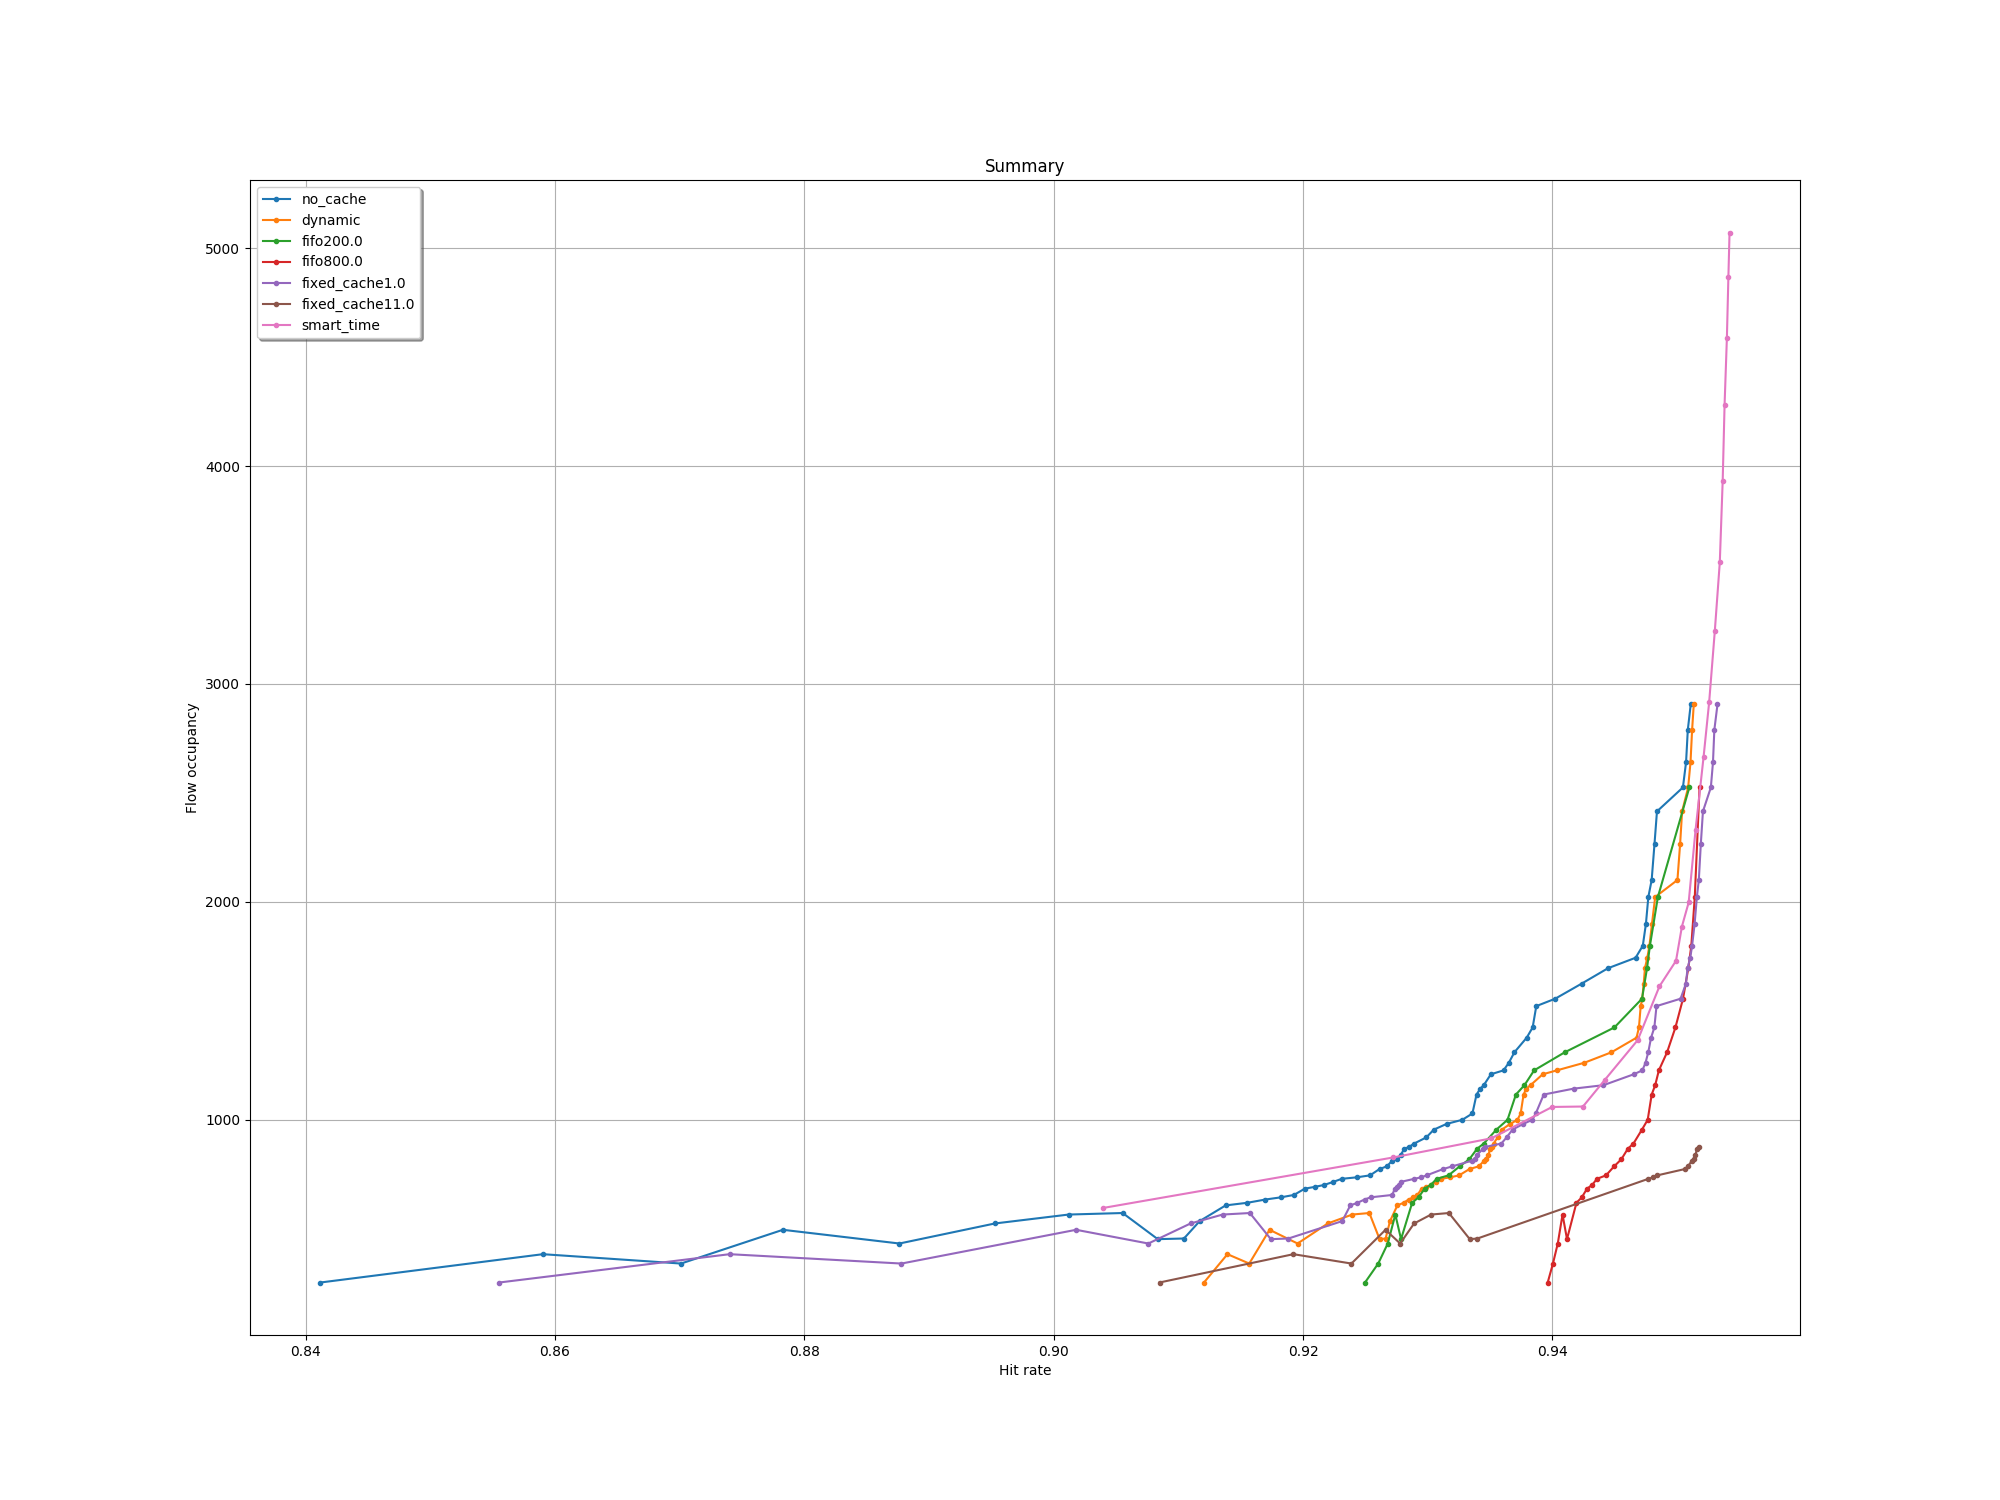 Summary
no_cache
dynamic
fifo200.0
fifo800.0
fixed_cache1.0
fixed_cache11.0
smart_time
5000
4000
3000
2000
1000
Flow occupancy
0.84 0.86 0.88 0.90 0.92 0.94
Hit rate